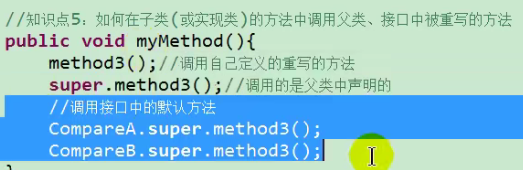 //知识点5：如何在子类(或实现类)的方法中调用父类、接口中被重写的方法
public void myMethod(){
method3();//调用自己定义的重写的方法
super.method3();//调用的是父类中声明的
//调用接口中的默认方法
CompareA.super.method3();
CompareB.super.method3();
}